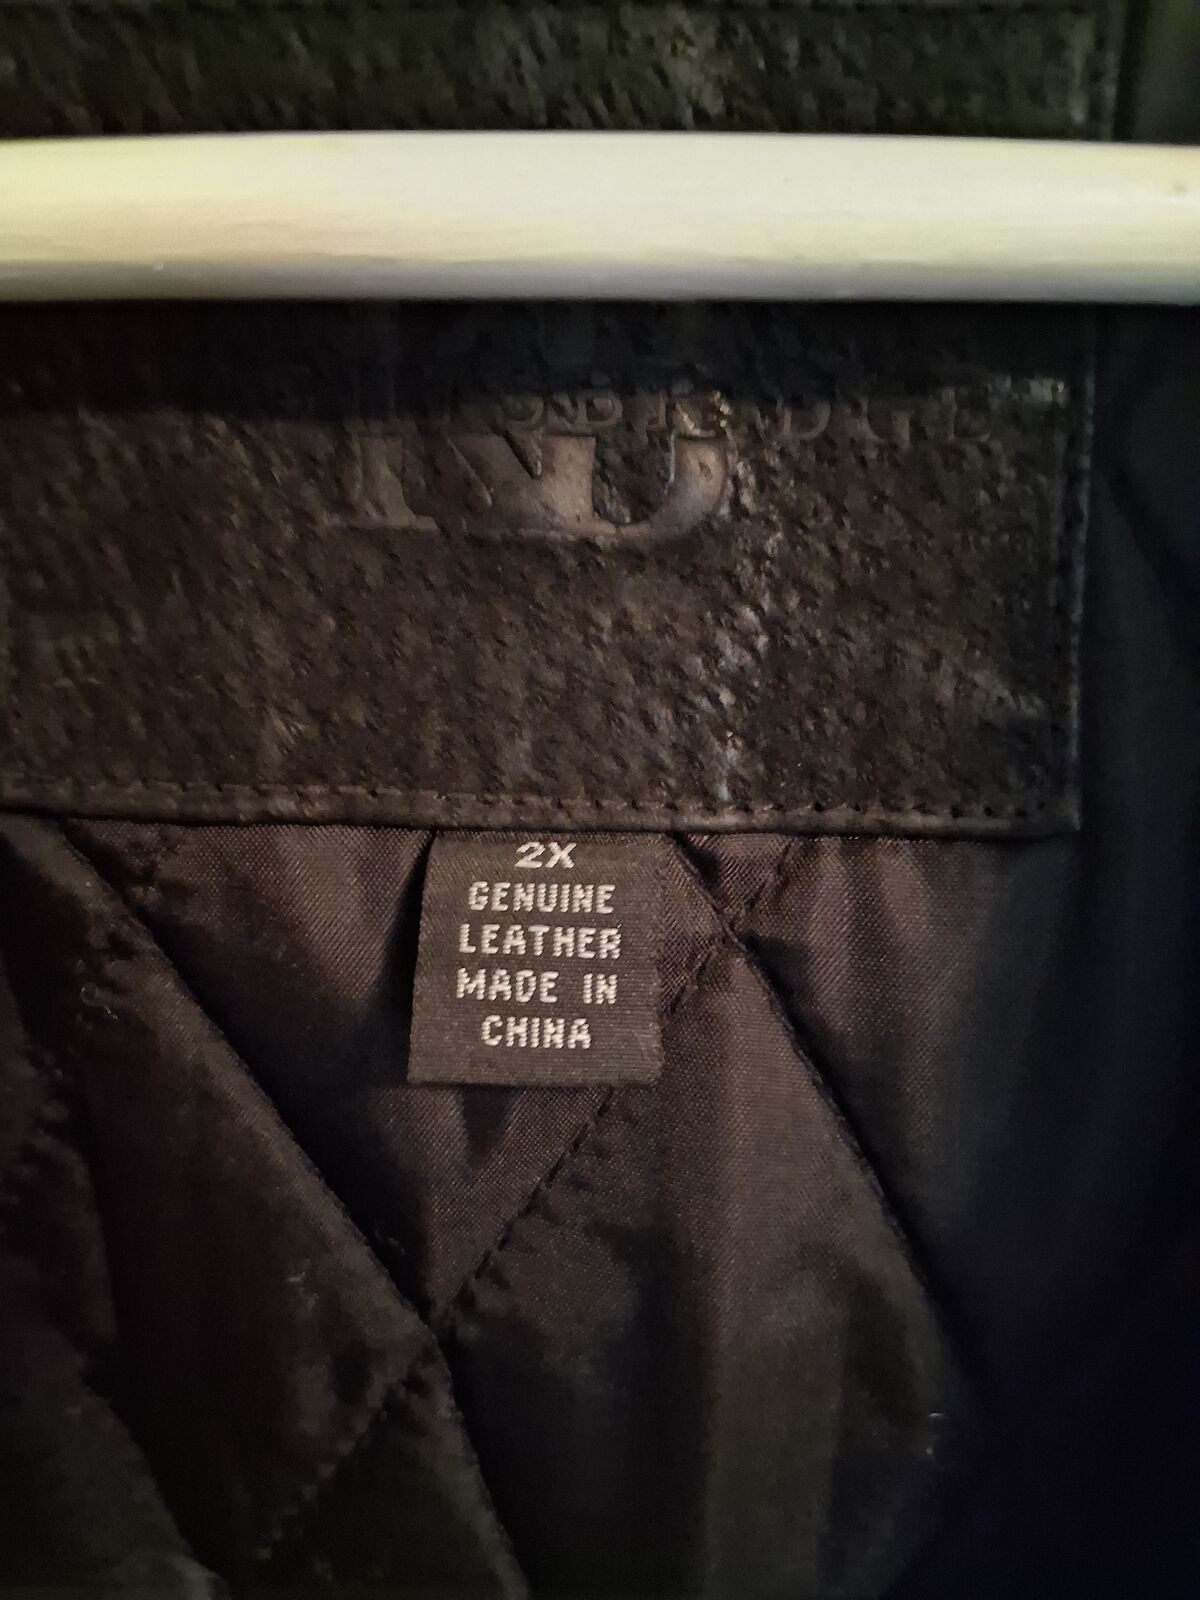 2X
GENUINE
LEATHER
MADE IN
CHINA